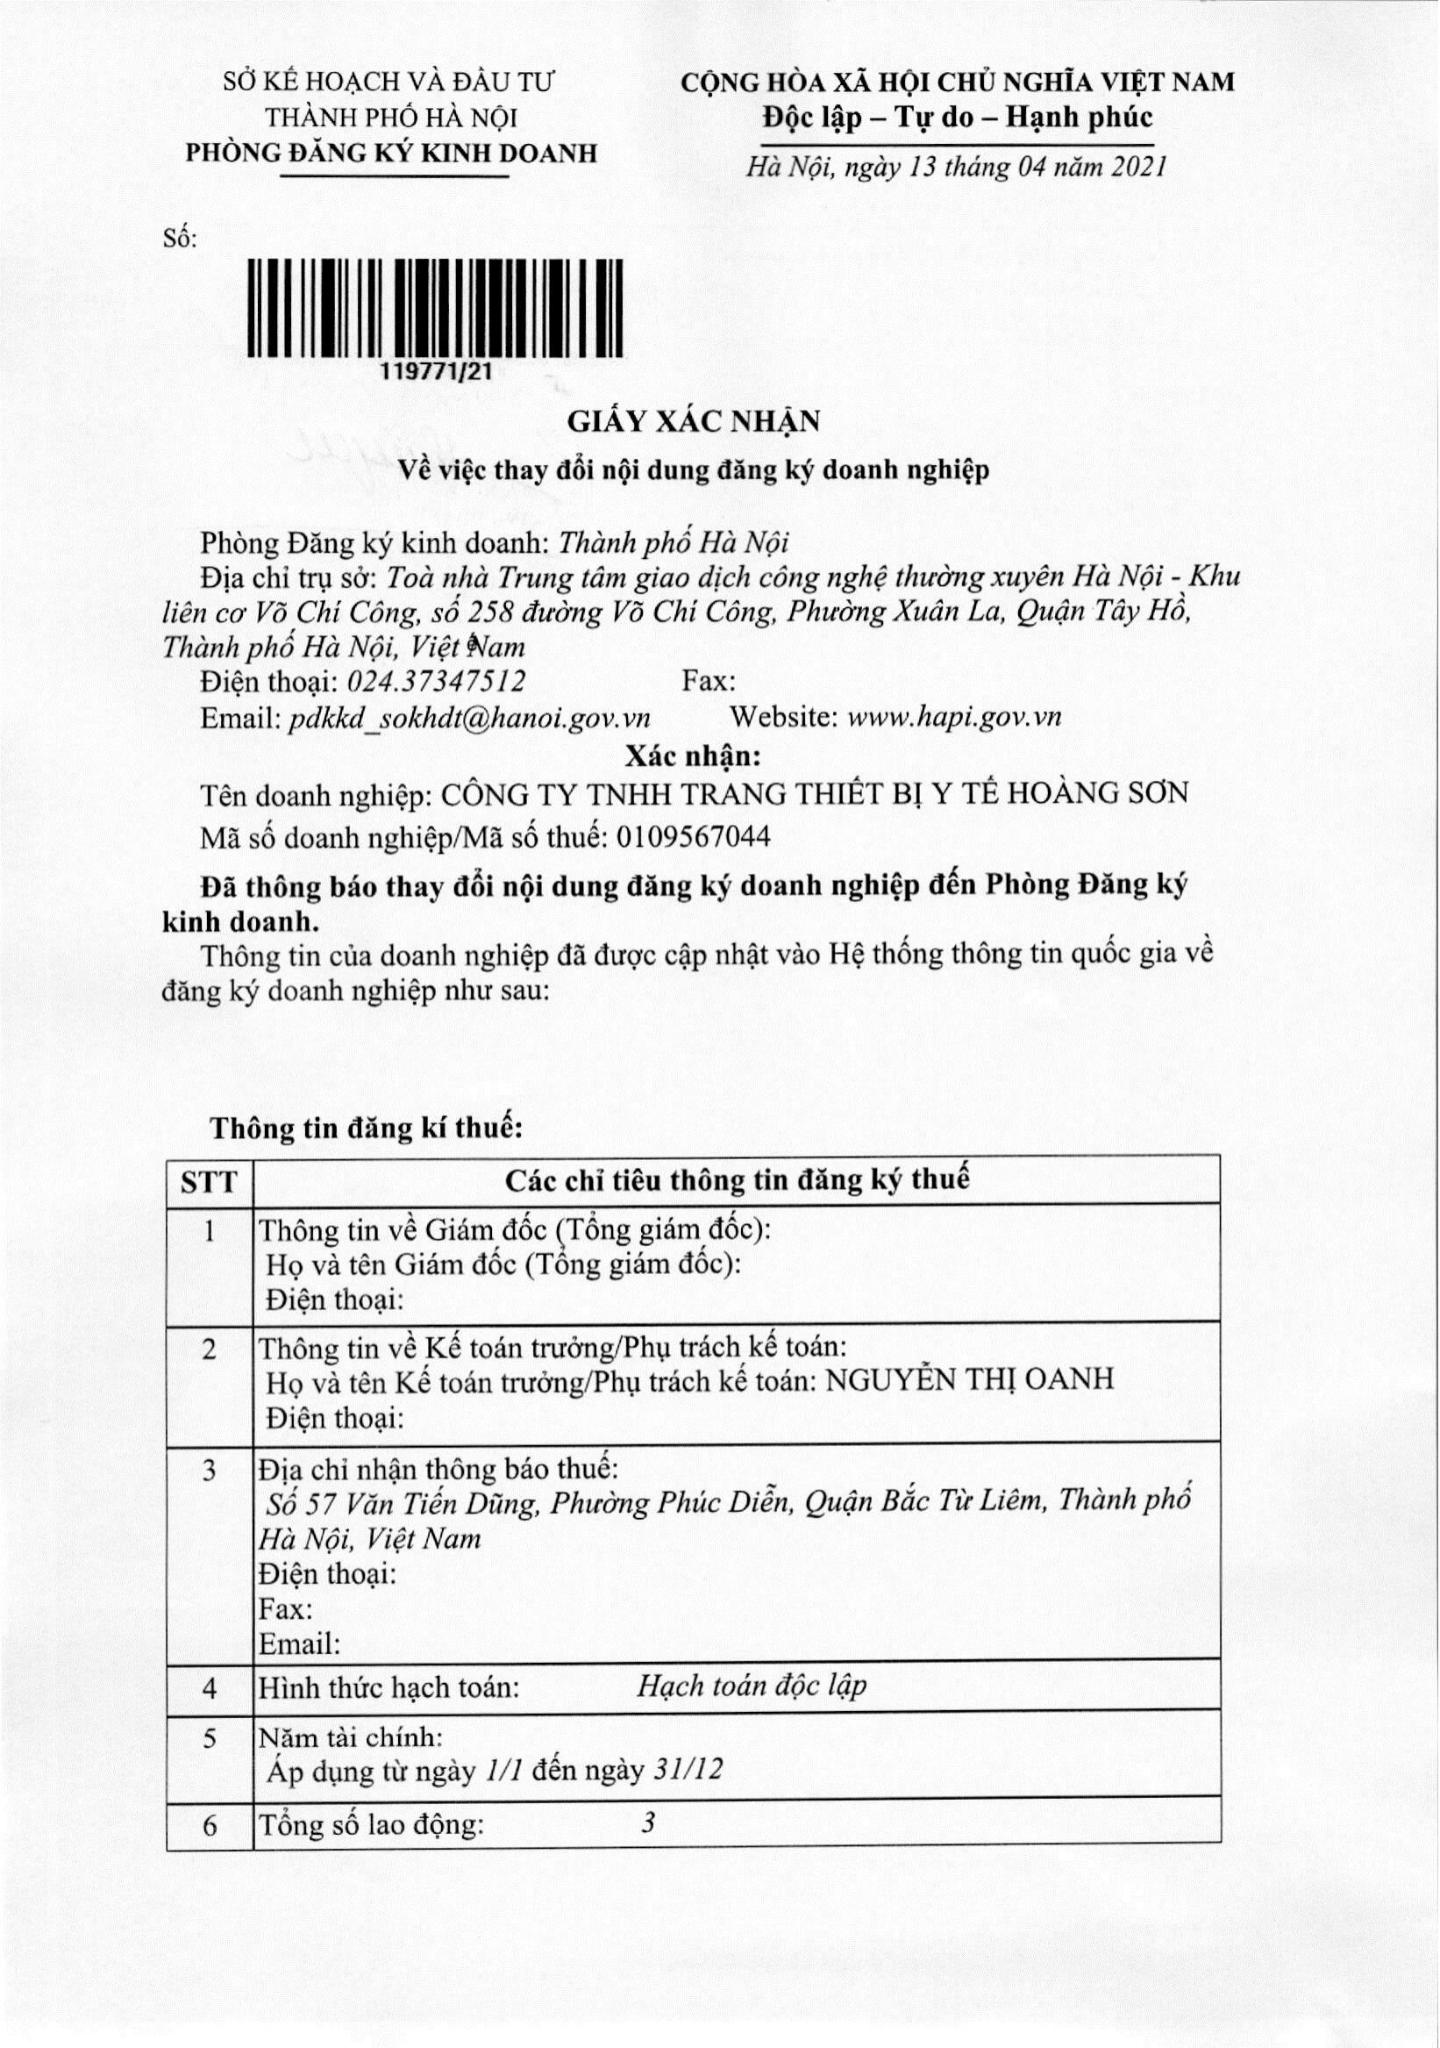 SỞ KẾ HOẠCH VÀ ĐẦU TƯ
THÀNH PHỐ HÀ NỘI
PHÒNG ĐĂNG KÝ KINH DOANH
CỘNG HÒA XÃ HỘI CHỦ NGHĨA VIỆT NAM
Độc lập – Tự do – Hạnh phúc
Hà Nội, ngày 13 tháng 04 năm 2021
Số:
119771/21
GIẤY XÁC NHẬN
Về việc thay đổi nội dung đăng ký doanh nghiệp
Phòng Đăng ký kinh doanh: Thành phố Hà Nội
Địa chỉ trụ sở: Toà nhà Trung tâm giao dịch công nghệ thường xuyên Hà Nội - Khu
liên cơ Võ Chí Công, số 258 đường Võ Chí Công, Phường Xuân La, Quận Tây Hồ,
Thành phố Hà Nội, Việt Nam
Điện thoại: 024.37347512 Fax:
Email: pdkkd_sokhdt@hanoi.gov.vn Website: www.hapi.gov.vn
Xác nhận:
Tên doanh nghiệp: CÔNG TY TNHH TRANG THIẾT BỊ Y TẾ HOÀNG SƠN
Mã số doanh nghiệp/Mã số thuế: 0109567044
Đã thông báo thay đổi nội dung đăng ký doanh nghiệp đến Phòng Đăng ký
kinh doanh.
Thông tin của doanh nghiệp đã được cập nhật vào Hệ thống thông tin quốc gia về
đăng ký doanh nghiệp như sau:
Thông tin đăng kí thuế:
STT Các chỉ tiêu thông tin đăng ký thuế
1 Thông tin về Giám đốc (Tổng giám đốc):
Họ và tên Giám đốc (Tổng giám đốc):
Điện thoại:
2 Thông tin về Kế toán trưởng/Phụ trách kế toán:
Họ và tên Kế toán trưởng/Phụ trách kế toán: NGUYỄN THỊ OANH
Điện thoại:
3 Địa chỉ nhận thông báo thuế:
Số 57 Văn Tiến Dũng, Phường Phúc Diễn, Quận Bắc Từ Liêm, Thành phố
Hà Nội, Việt Nam
Điện thoại:
Fax:
Email:
4 Hình thức hạch toán: Hạch toán độc lập
5 Năm tài chính:
Áp dụng từ ngày 1/1 đến ngày 31/12
6 Tổng số lao động: 3